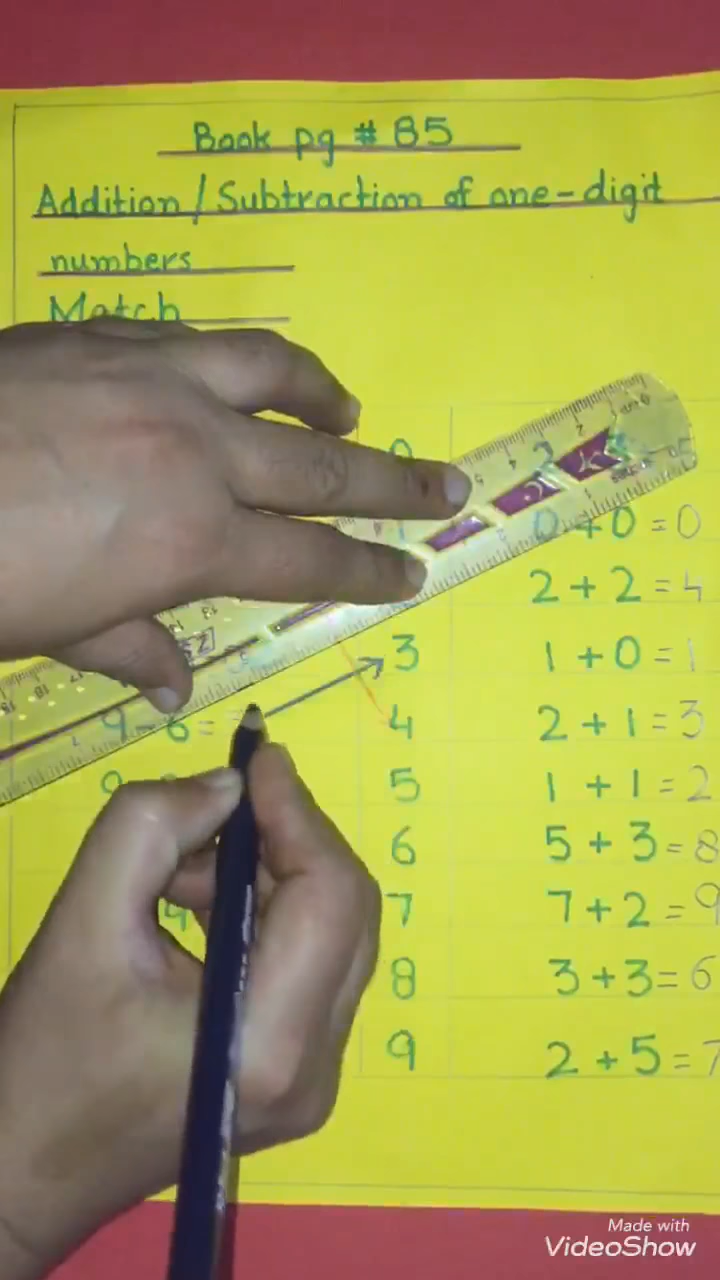 Book pg # 85
Addition / Subtraction of one-digit
numbers
Match
0
0 + 0 = 0
2 + 2 = 4
3 1 + 0 = 1
9 - 6 = 4 2 + 1 = 3
5 1 + 1 = 2
6 5 + 3 = 8
7 7 + 2 = 9
8 3 + 3 = 6
9 2 + 5 = 7
Made with
VideoShow